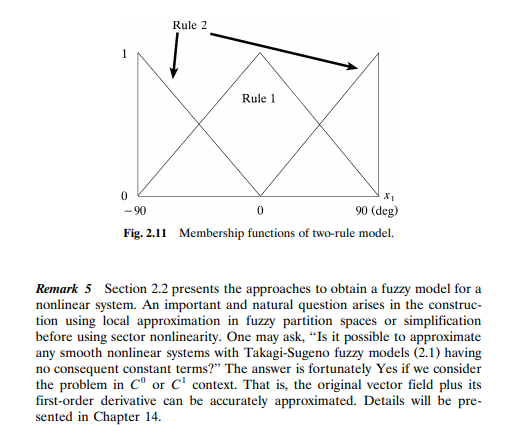 Rule 2
1
Rule 1
0
x₁
−90
0
90 (deg)
Fig. 2.11 Membership functions of two-rule model.
Remark 5 Section 2.2 presents the approaches to obtain a fuzzy model for a
nonlinear system. An important and natural question arises in the construc-
tion using local approximation in fuzzy partition spaces or simplification
before using sector nonlinearity. One may ask, “Is it possible to approximate
any smooth nonlinear systems with Takagi-Sugeno fuzzy models (2.1) having
no consequent constant terms?” The answer is fortunately Yes if we consider
the problem in C⁰ or C¹ context. That is, the original vector field plus its
first-order derivative can be accurately approximated. Details will be pre-
sented in Chapter 14.